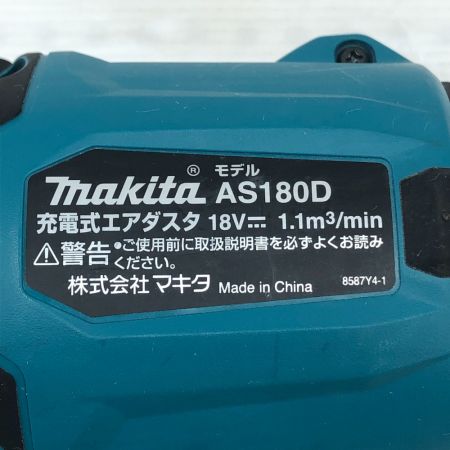 ® モデル
makita AS180D
充電式エアダスタ 18V⎓ 1.1m³/min
⚠警告 ●ご使用前に取扱説明書を必ずよくお読み
ください。
株式会社マキタ Made in China 8587Y4-1